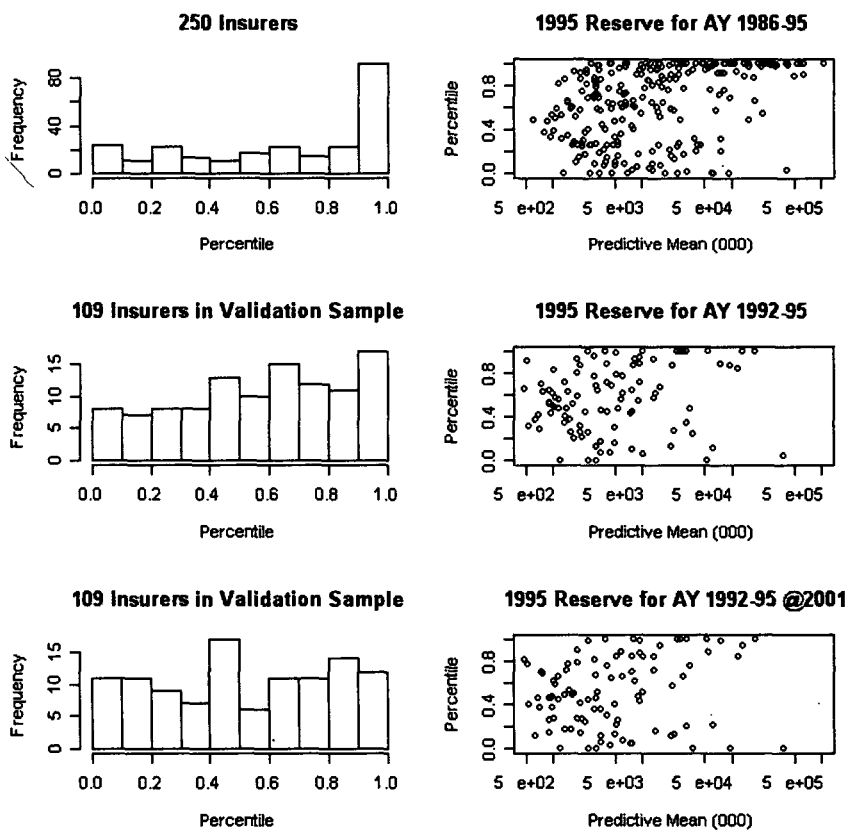 250 Insurers
Frequency
0 40 80
0.0 0.2 0.4 0.6 0.8 1.0
Percentile
1995 Reserve for AY 1986-95
Percentile
0.0 0.4 0.8
5 e+02 5 e+03 5 e+04 5 e+05
Predictive Mean (000)
109 Insurers in Validation Sample
Frequency
0 5 10 15
0.0 0.2 0.4 0.6 0.8 1.0
Percentile
1995 Reserve for AY 1992-95
Percentile
0.0 0.4 0.8
5 e+02 5 e+03 5 e+04 5 e+05
Predictive Mean (000)
109 Insurers in Validation Sample
Frequency
0 5 10 15
0.0 0.2 0.4 0.6 0.8 1.0
Percentile
1995 Reserve for AY 1992-95 @2001
Percentile
0.0 0.4 0.8
5 e+02 5 e+03 5 e+04 5 e+05
Predictive Mean (000)